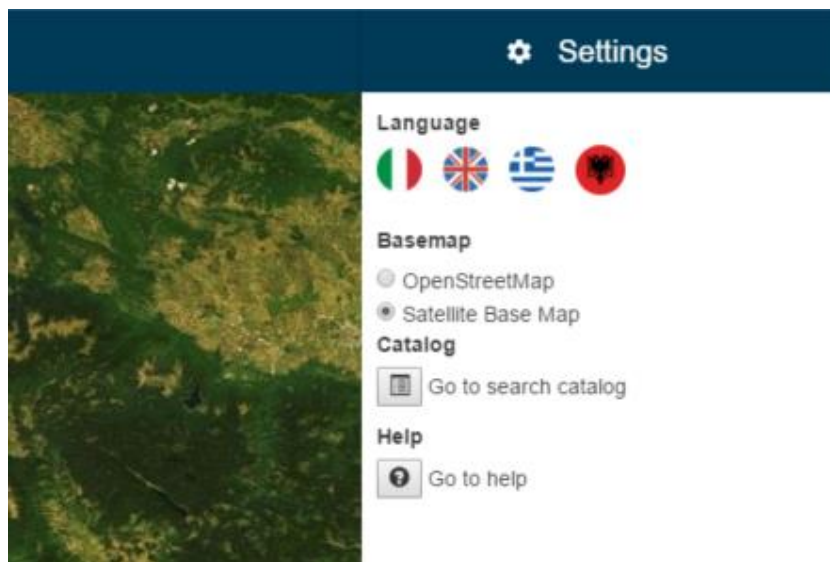 Settings
Language
Basemap
OpenStreetMap
Satellite Base Map
Catalog
Go to search catalog
Help
Go to help